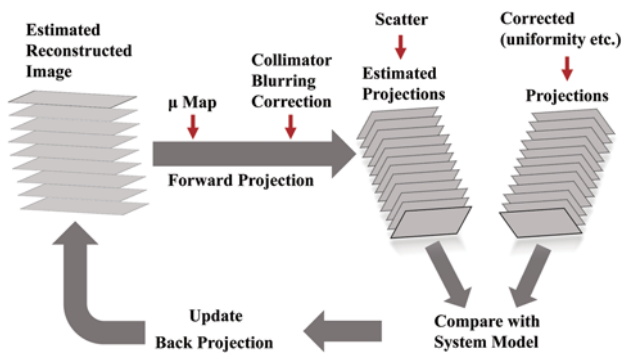 Estimated
Reconstructed
Image
μ Map
Collimator
Blurring
Correction
Forward Projection
Scatter
Estimated
Projections
Corrected
(uniformity etc.)
Projections
Compare with
System Model
Update
Back Projection